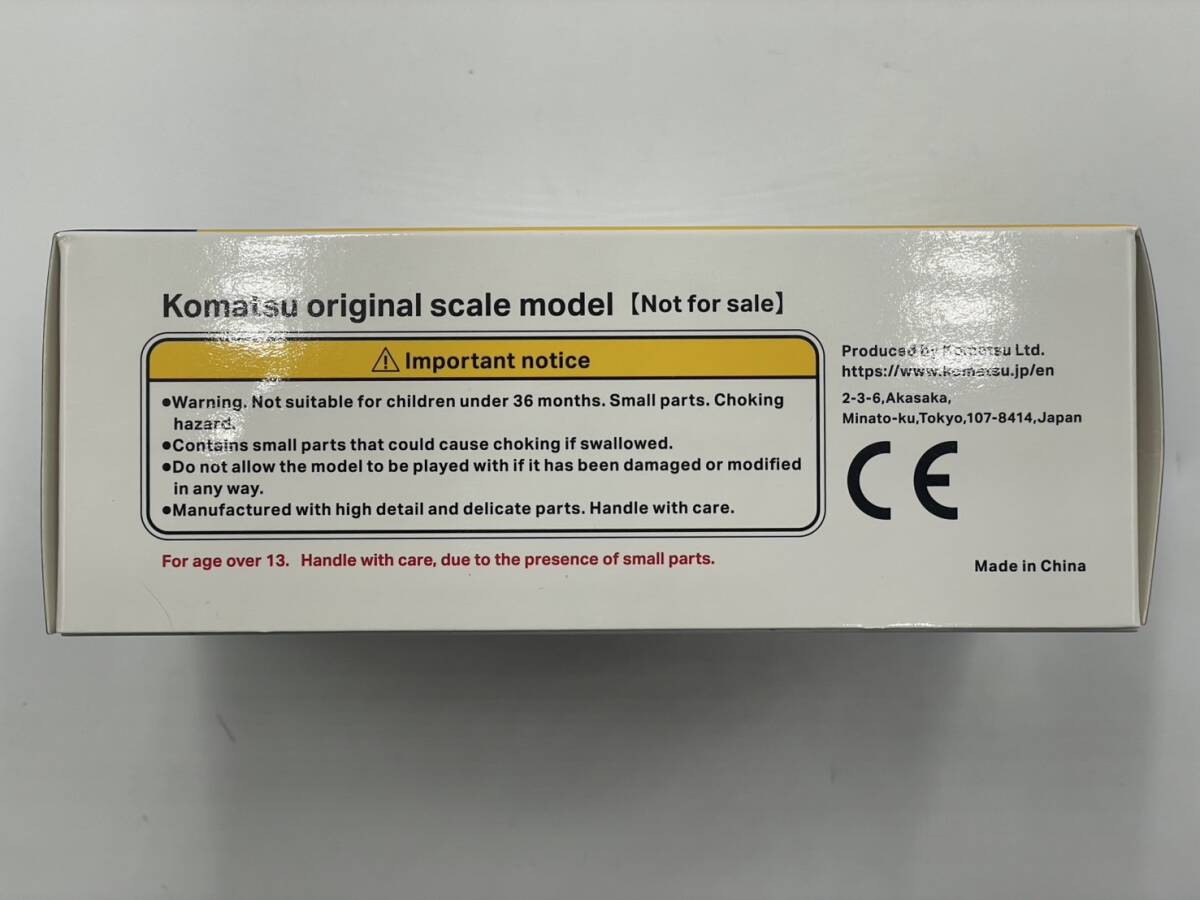 Komatsu original scale model【Not for sale】
⚠ Important notice
●Warning. Not suitable for children under 36 months. Small parts. Choking
hazard.
●Contains small parts that could cause choking if swallowed.
●Do not allow the model to be played with if it has been damaged or modified
in any way.
●Manufactured with high detail and delicate parts. Handle with care.
For age over 13. Handle with care, due to the presence of small parts.
Produced by Komatsu Ltd.
https://www.komatsu.jp/en
2-3-6,Akasaka,
Minato-ku,Tokyo,107-8414,Japan
CE
Made in China